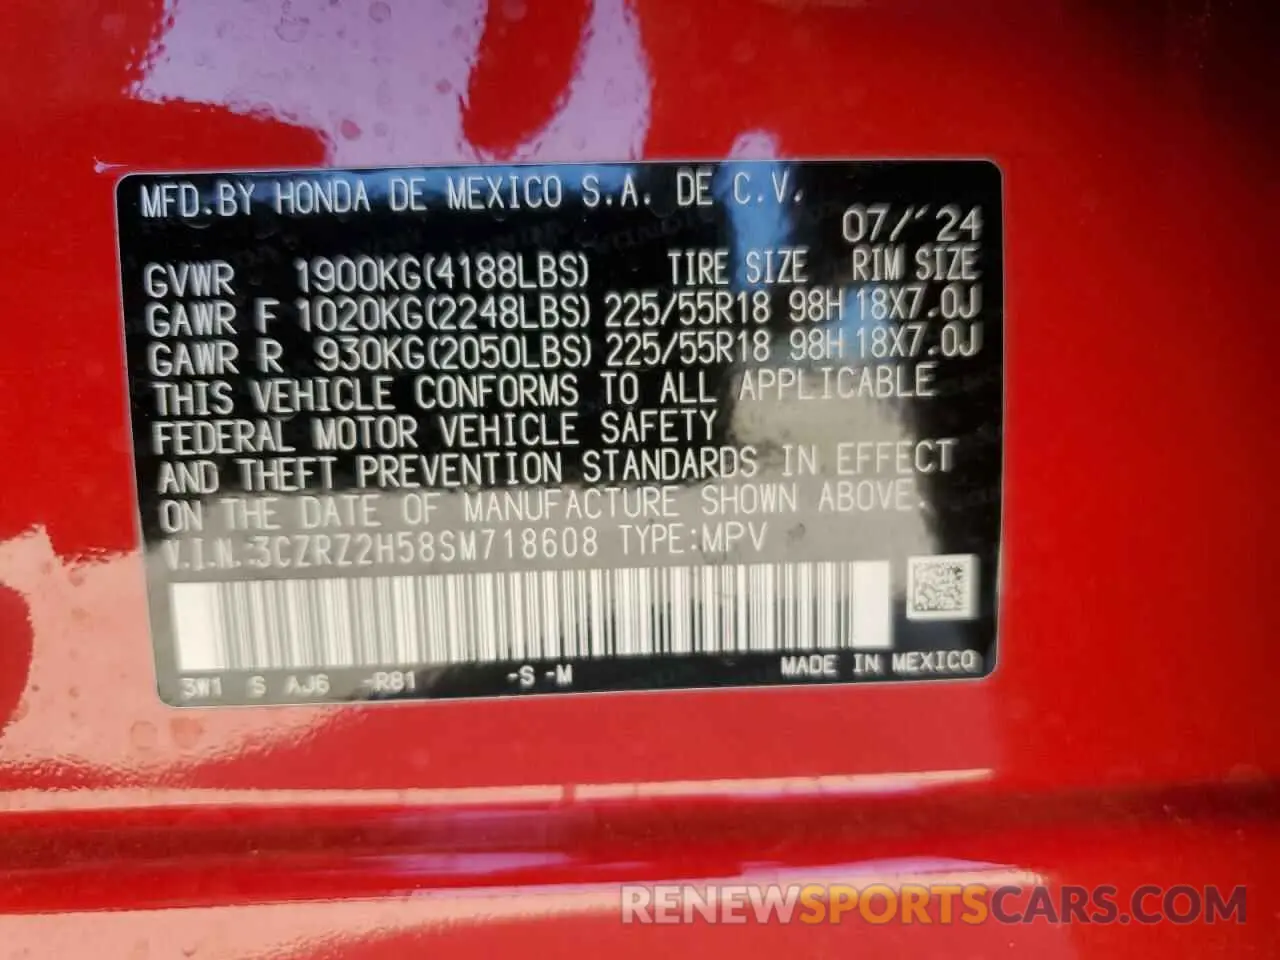 MFD.BY HONDA DE MEXICO S.A. DE C.V.
07/'24
GVWR 1900KG(4188LBS) TIRE SIZE RIM SIZE
GAWR F 1020KG(2248LBS) 225/55R18 98H 18X7.0J
GAWR R 930KG(2050LBS) 225/55R18 98H 18X7.0J
THIS VEHICLE CONFORMS TO ALL APPLICABLE
FEDERAL MOTOR VEHICLE SAFETY
AND THEFT PREVENTION STANDARDS IN EFFECT
ON THE DATE OF MANUFACTURE SHOWN ABOVE.
V.I.N.:3CZRZ2H58SM718608 TYPE:MPV
3W1 S AJ6 -R81 -S -M MADE IN MEXICO
RENEWSPORTSCARS.COM